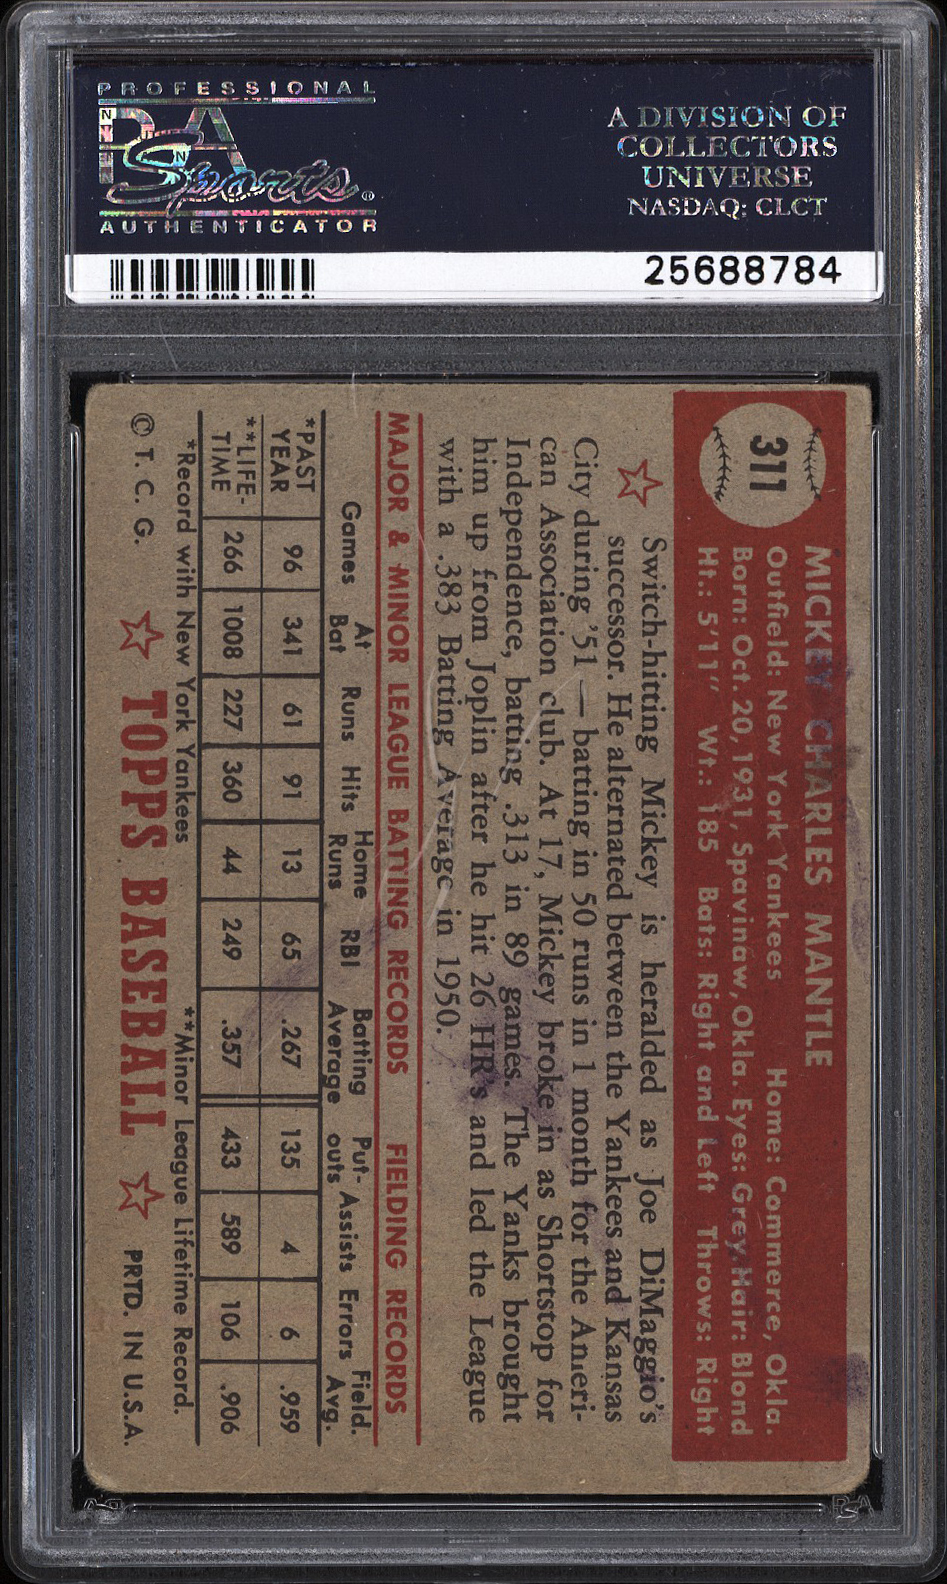 PROFESSIONAL
PSA
Sports®
AUTHENTICATOR
A DIVISION OF
COLLECTORS
UNIVERSE
NASDAQ: CLCT
25688784
311
MICKEY CHARLES MANTLE
Outfield: New York Yankees Home: Commerce, Okla.
Born: Oct. 20, 1931, Spavinaw, Okla. Eyes: Grey Hair: Blond
Ht.: 5'11" Wt.: 185 Bats: Right and Left Throws: Right
Switch-hitting Mickey is heralded as Joe DiMaggio's
successor. He alternated between the Yankees and Kansas
City during '51 — batting in 50 runs in 1 month for the Ameri-
can Association club. At 17, Mickey broke in as Shortstop for
Independence, batting .313 in 89 games. The Yanks brought
him up from Joplin after he hit 26 HR's and led the League
with a .383 Batting Average in 1950.
MAJOR & MINOR LEAGUE BATTING RECORDS FIELDING RECORDS
Games At Bat Runs Hits Home Runs RBI Batting Average Put-outs Assists Errors Field. Avg.
*PAST YEAR 96 341 61 91 13 65 .267 135 4 6 .959
**LIFE-TIME 266 1008 227 360 44 249 .357 433 589 106 .906
*Record with New York Yankees **Minor League Lifetime Record.
© T. C. G. TOPPS BASEBALL PRTD. IN U.S.A.
PSA
PSA